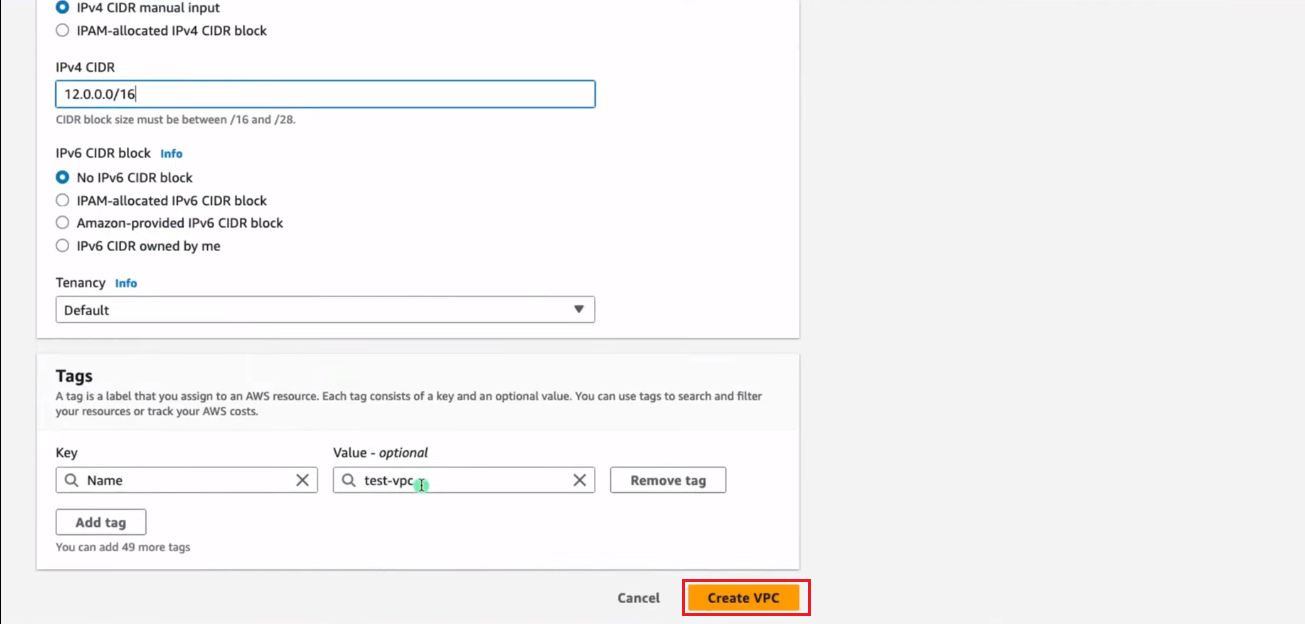 IPv4 CIDR manual input
IPAM-allocated IPv4 CIDR block
IPv4 CIDR
12.0.0.0/16
CIDR block size must be between /16 and /28.
IPv6 CIDR block Info
No IPv6 CIDR block
IPAM-allocated IPv6 CIDR block
Amazon-provided IPv6 CIDR block
IPv6 CIDR owned by me
Tenancy Info
Default
Tags
A tag is a label that you assign to an AWS resource. Each tag consists of a key and an optional value. You can use tags to search and filter
your resources or track your AWS costs.
Key Value - optional
Name test-vpc Remove tag
Add tag
You can add 49 more tags
Cancel Create VPC